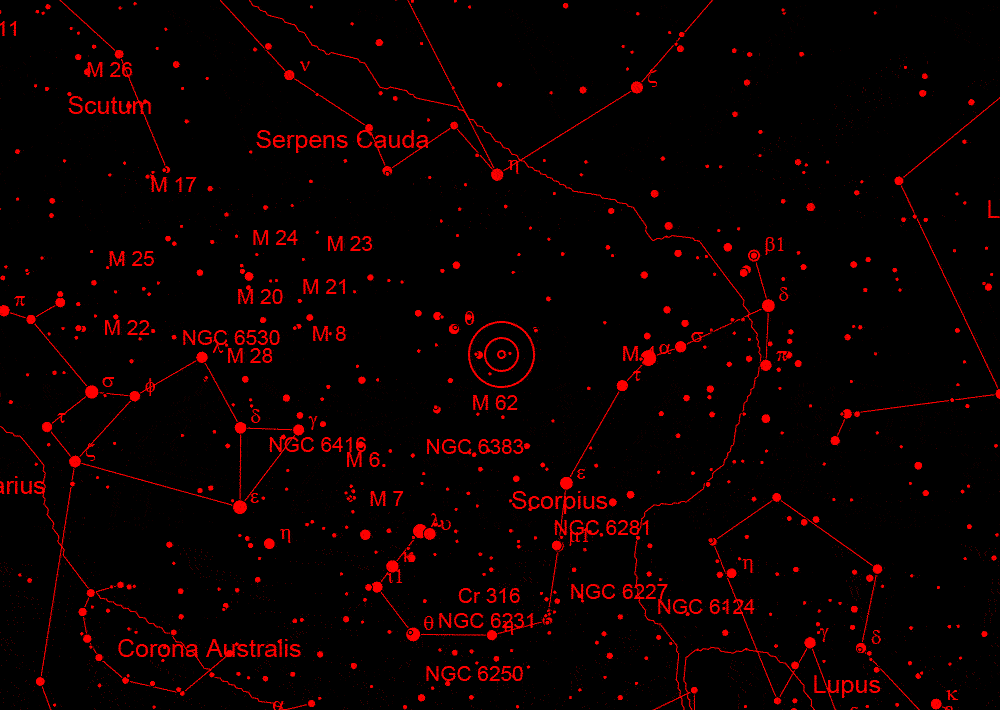 11
ν
ζ
M 26
Scutum
Serpens Cauda
η
M 17
L
M 24
M 23
β1
M 25
M 21
M 20
δ
π
θ
M 22
M 8
NGC 6530
λ
M 28
α
σ
π
τ
σ
φ
M 62
τ
δ
γ
NGC 6416
NGC 6383
ζ
M 6
ε
arius
ε
M 7
Scorpius
λ
υ
NGC 6281
μ1
η
κ
ι1
η
Cr 316
NGC 6227
NGC 6124
θ
NGC 6231
η
ζ
γ
δ
Corona Australis
NGC 6250
Lupus
κ
α